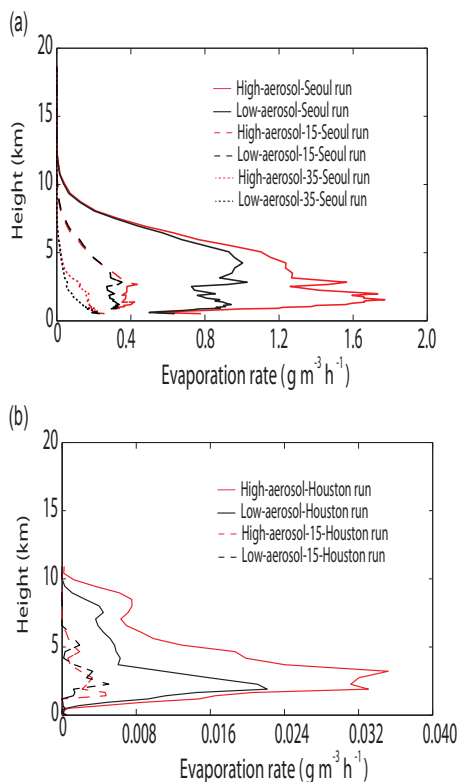 (a)
20
15
10
5
0
Height (km)
High-aerosol-Seoul run
Low-aerosol-Seoul run
High-aerosol-15-Seoul run
Low-aerosol-15-Seoul run
High-aerosol-35-Seoul run
Low-aerosol-35-Seoul run
0 0.4 0.8 1.2 1.6 2.0
Evaporation rate (g m⁻³ h⁻¹)
(b)
20
15
10
5
0
Height (km)
High-aerosol-Houston run
Low-aerosol-Houston run
High-aerosol-15-Houston run
Low-aerosol-15-Houston run
0 0.008 0.016 0.024 0.032 0.040
Evaporation rate (g m⁻³ h⁻¹)